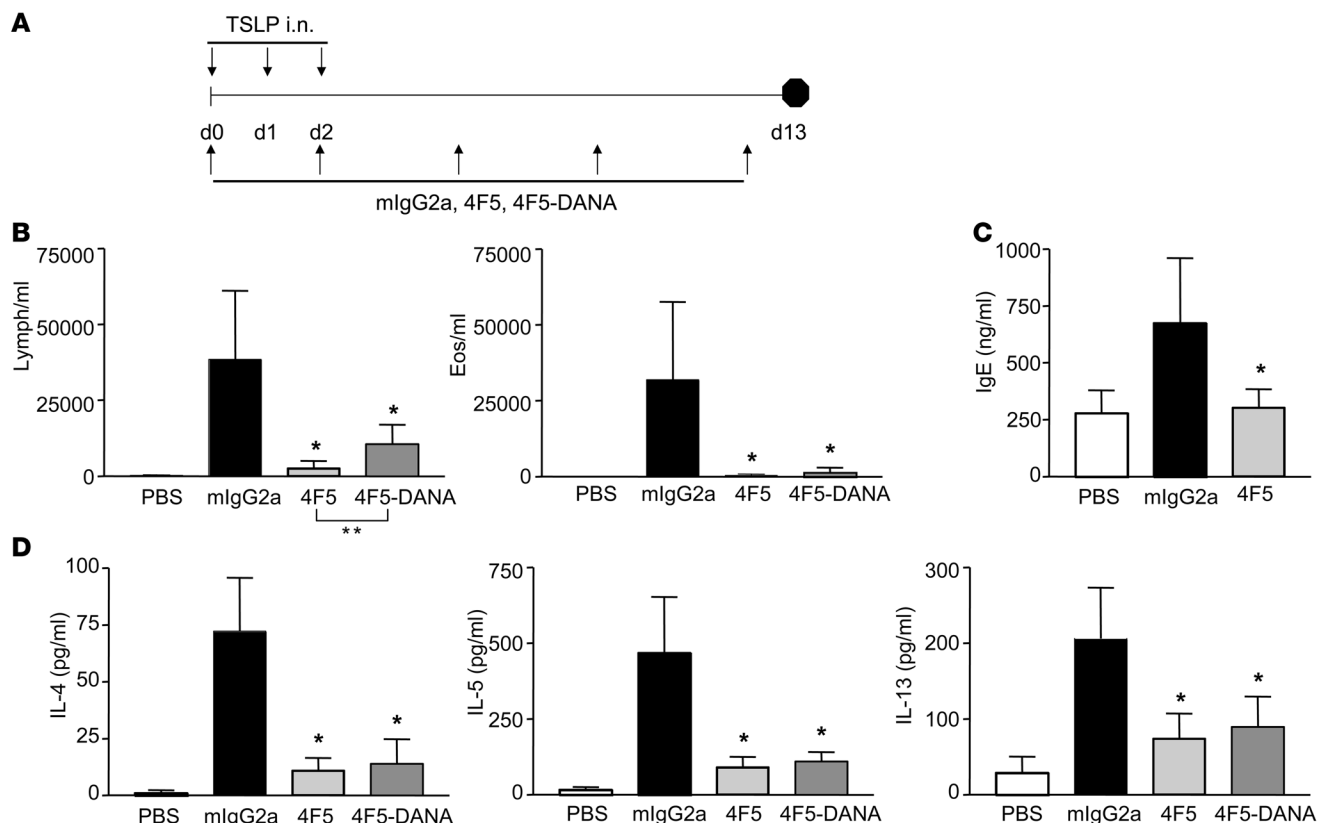 A
TSLP i.n.
d0 d1 d2 d13
mIgG2a, 4F5, 4F5-DANA
B
Lymph/ml
75000
50000
25000
0
PBS mIgG2a 4F5 4F5-DANA
* *
**
Eos/ml
75000
50000
25000
0
PBS mIgG2a 4F5 4F5-DANA
* *
C
IgE (ng/ml)
1000
750
500
250
0
PBS mIgG2a 4F5
*
D
IL-4 (pg/ml)
100
75
50
25
0
PBS mIgG2a 4F5 4F5-DANA
* *
IL-5 (pg/ml)
750
500
250
0
PBS mIgG2a 4F5 4F5-DANA
* *
IL-13 (pg/ml)
300
200
100
0
PBS mIgG2a 4F5 4F5-DANA
* *